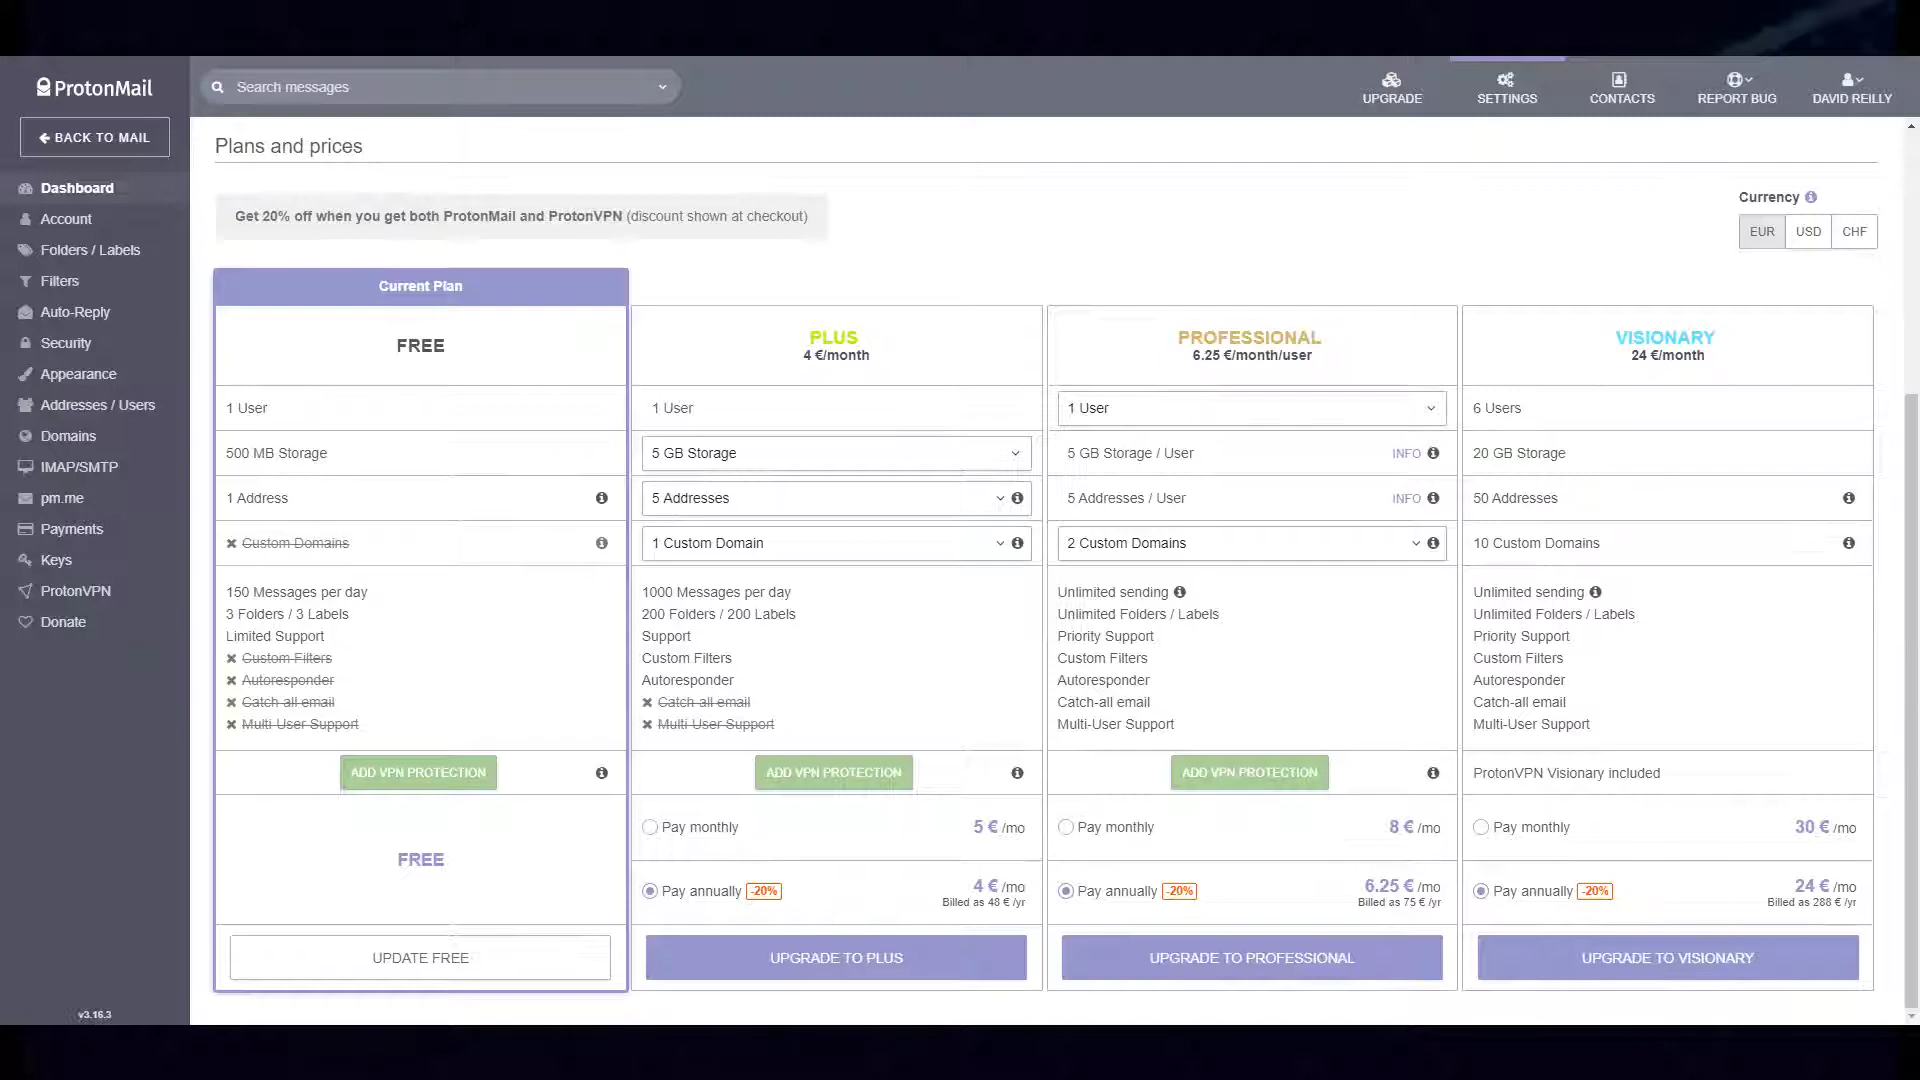 ProtonMail
Search messages
UPGRADE
SETTINGS
CONTACTS
REPORT BUG
DAVID REILLY
BACK TO MAIL
Dashboard
Account
Folders / Labels
Filters
Auto-Reply
Security
Appearance
Addresses / Users
Domains
IMAP/SMTP
pm.me
Payments
Keys
ProtonVPN
Donate
v3.16.3
Plans and prices
Get 20% off when you get both ProtonMail and ProtonVPN (discount shown at checkout)
Currency
EUR USD CHF
Current Plan
FREE
1 User
500 MB Storage
1 Address
Custom Domains
150 Messages per day
3 Folders / 3 Labels
Limited Support
Custom Filters
Autoresponder
Catch-all email
Multi-User Support
ADD VPN PROTECTION
FREE
UPDATE FREE
PLUS
4 €/month
1 User
5 GB Storage
5 Addresses
1 Custom Domain
1000 Messages per day
200 Folders / 200 Labels
Support
Custom Filters
Autoresponder
Catch-all email
Multi-User Support
ADD VPN PROTECTION
Pay monthly 5 € /mo
Pay annually -20% 4 € /mo
Billed as 48 € /yr
UPGRADE TO PLUS
PROFESSIONAL
6.25 €/month/user
1 User
5 GB Storage / User INFO
5 Addresses / User INFO
2 Custom Domains
Unlimited sending
Unlimited Folders / Labels
Priority Support
Custom Filters
Autoresponder
Catch-all email
Multi-User Support
ADD VPN PROTECTION
Pay monthly 8 € /mo
Pay annually -20% 6.25 € /mo
Billed as 75 € /yr
UPGRADE TO PROFESSIONAL
VISIONARY
24 €/month
6 Users
20 GB Storage
50 Addresses
10 Custom Domains
Unlimited sending
Unlimited Folders / Labels
Priority Support
Custom Filters
Autoresponder
Catch-all email
Multi-User Support
ProtonVPN Visionary included
Pay monthly 30 € /mo
Pay annually -20% 24 € /mo
Billed as 288 € /yr
UPGRADE TO VISIONARY